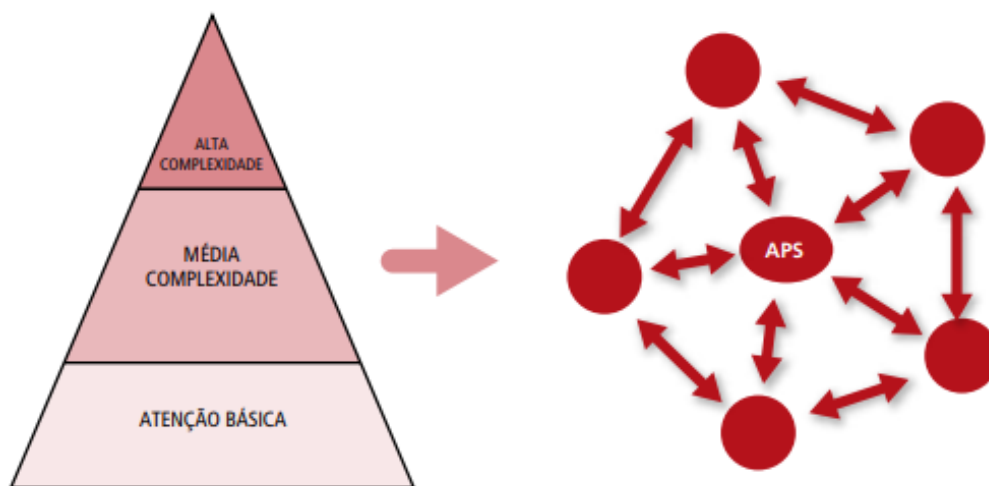 ALTA
COMPLEXIDADE
MÉDIA
COMPLEXIDADE
ATENÇÃO BÁSICA
APS